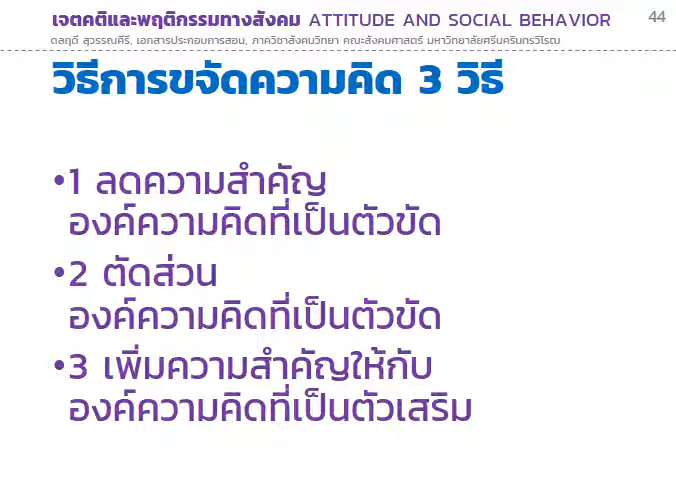 เจตคติและพฤติกรรมทางสังคม ATTITUDE AND SOCIAL BEHAVIOR 44
ดลฤดี สุวรรณคีรี, เอกสารประกอบการสอน, ภาควิชาสังคมวิทยา คณะสังคมศาสตร์ มหาวิทยาลัยศรีนครินทรวิโรฒ
วิธีการขจัดความคิด 3 วิธี
•1 ลดความสำคัญ
องค์ความคิดที่เป็นตัวขัด
•2 ตัดส่วน
องค์ความคิดที่เป็นตัวขัด
•3 เพิ่มความสำคัญให้กับ
องค์ความคิดที่เป็นตัวเสริม